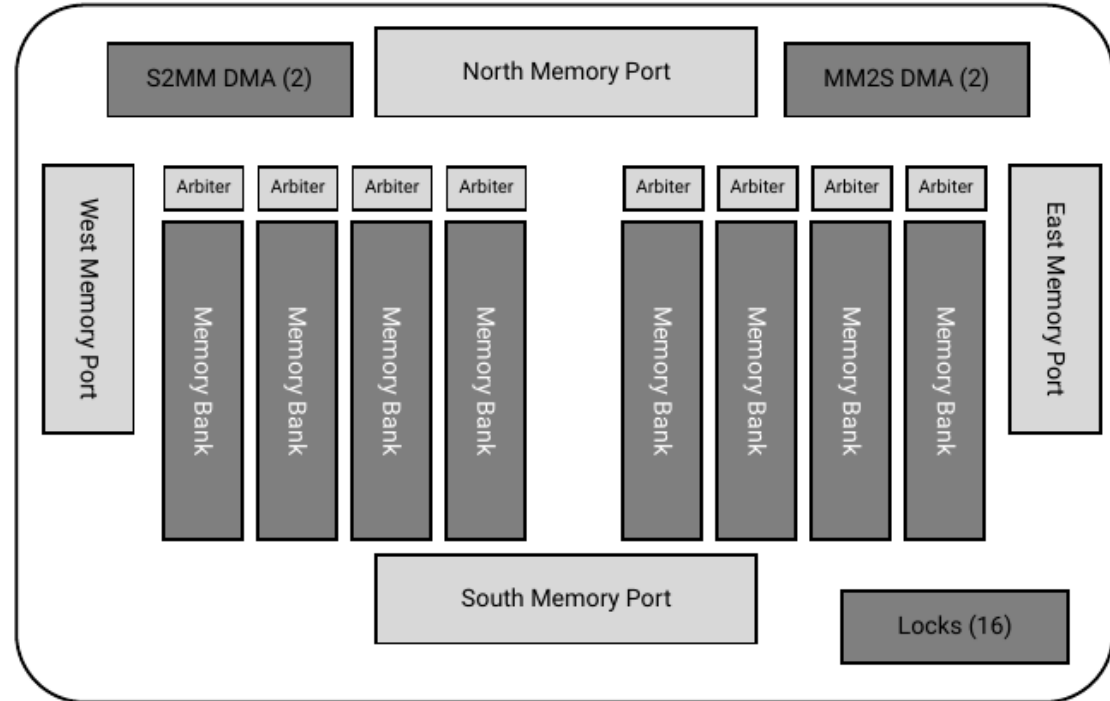 S2MM DMA (2)
North Memory Port
MM2S DMA (2)
West Memory Port
Arbiter
Arbiter
Arbiter
Arbiter
Arbiter
Arbiter
Arbiter
Arbiter
East Memory Port
Memory Bank
Memory Bank
Memory Bank
Memory Bank
Memory Bank
Memory Bank
Memory Bank
Memory Bank
South Memory Port
Locks (16)